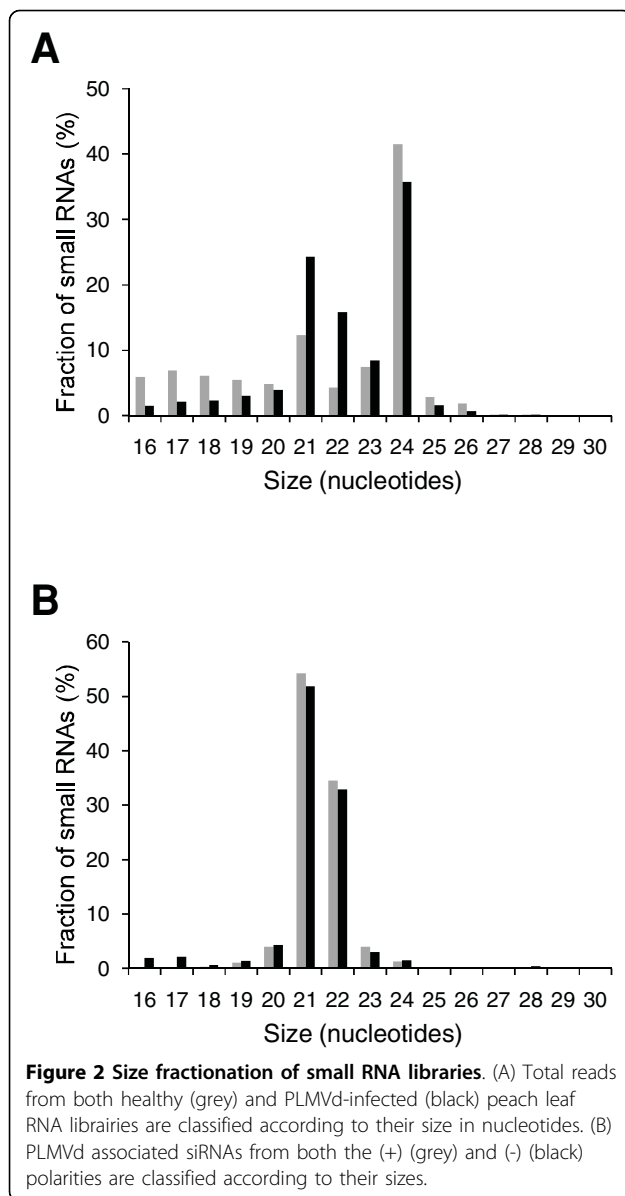 A
50
40
30
20
10
0
Fraction of small RNAs (%)
16 17 18 19 20 21 22 23 24 25 26 27 28 29 30
Size (nucleotides)
B
60
50
40
30
20
10
0
Fraction of small RNAs (%)
16 17 18 19 20 21 22 23 24 25 26 27 28 29 30
Size (nucleotides)
Figure 2 Size fractionation of small RNA libraries. (A) Total reads
from both healthy (grey) and PLMVd-infected (black) peach leaf
RNA librairies are classified according to their size in nucleotides. (B)
PLMVd associated siRNAs from both the (+) (grey) and (-) (black)
polarities are classified according to their sizes.